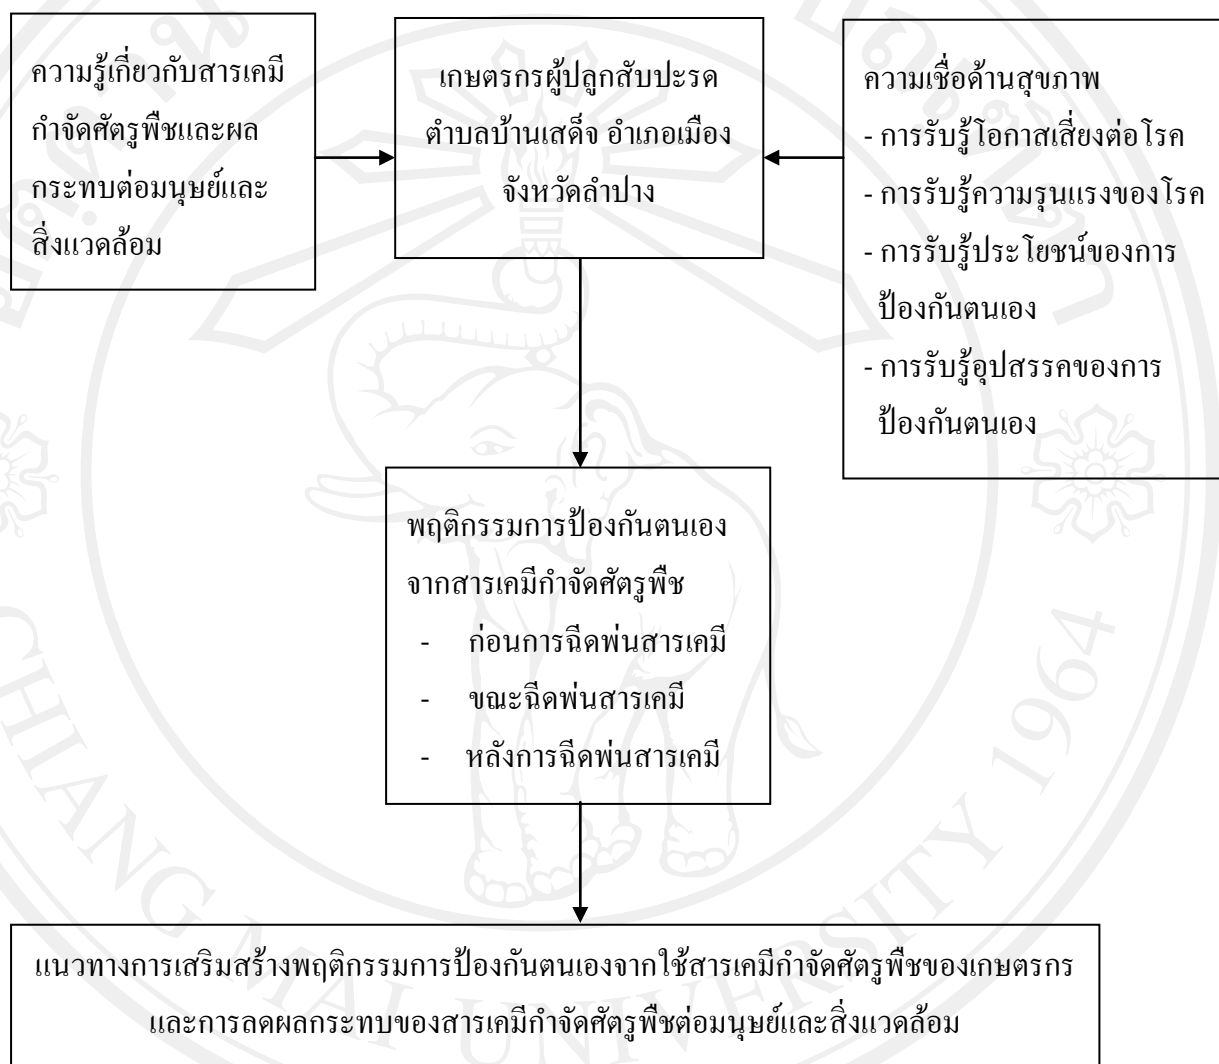 ความรู้เกี่ยวกับสารเคมี
กำจัดศัตรูพืชและผล
กระทบต่อมนุษย์และ
สิ่งแวดล้อม
เกษตรกรผู้ปลูกสับปะรด
ตำบลบ้านเสด็จ อำเภอเมือง
จังหวัดลำปาง
ความเชื่อด้านสุขภาพ
- การรับรู้โอกาสเสี่ยงต่อโรค
- การรับรู้ความรุนแรงของโรค
- การรับรู้ประโยชน์ของการ
ป้องกันตนเอง
- การรับรู้อุปสรรคของการ
ป้องกันตนเอง
พฤติกรรมการป้องกันตนเอง
จากสารเคมีกำจัดศัตรูพืช
- ก่อนการฉีดพ่นสารเคมี
- ขณะฉีดพ่นสารเคมี
- หลังการฉีดพ่นสารเคมี
แนวทางการเสริมสร้างพฤติกรรมการป้องกันตนเองจากใช้สารเคมีกำจัดศัตรูพืชของเกษตรกร
และการลดผลกระทบของสารเคมีกำจัดศัตรูพืชต่อมนุษย์และสิ่งแวดล้อม
CHIANG MAI UNIVERSITY 1964